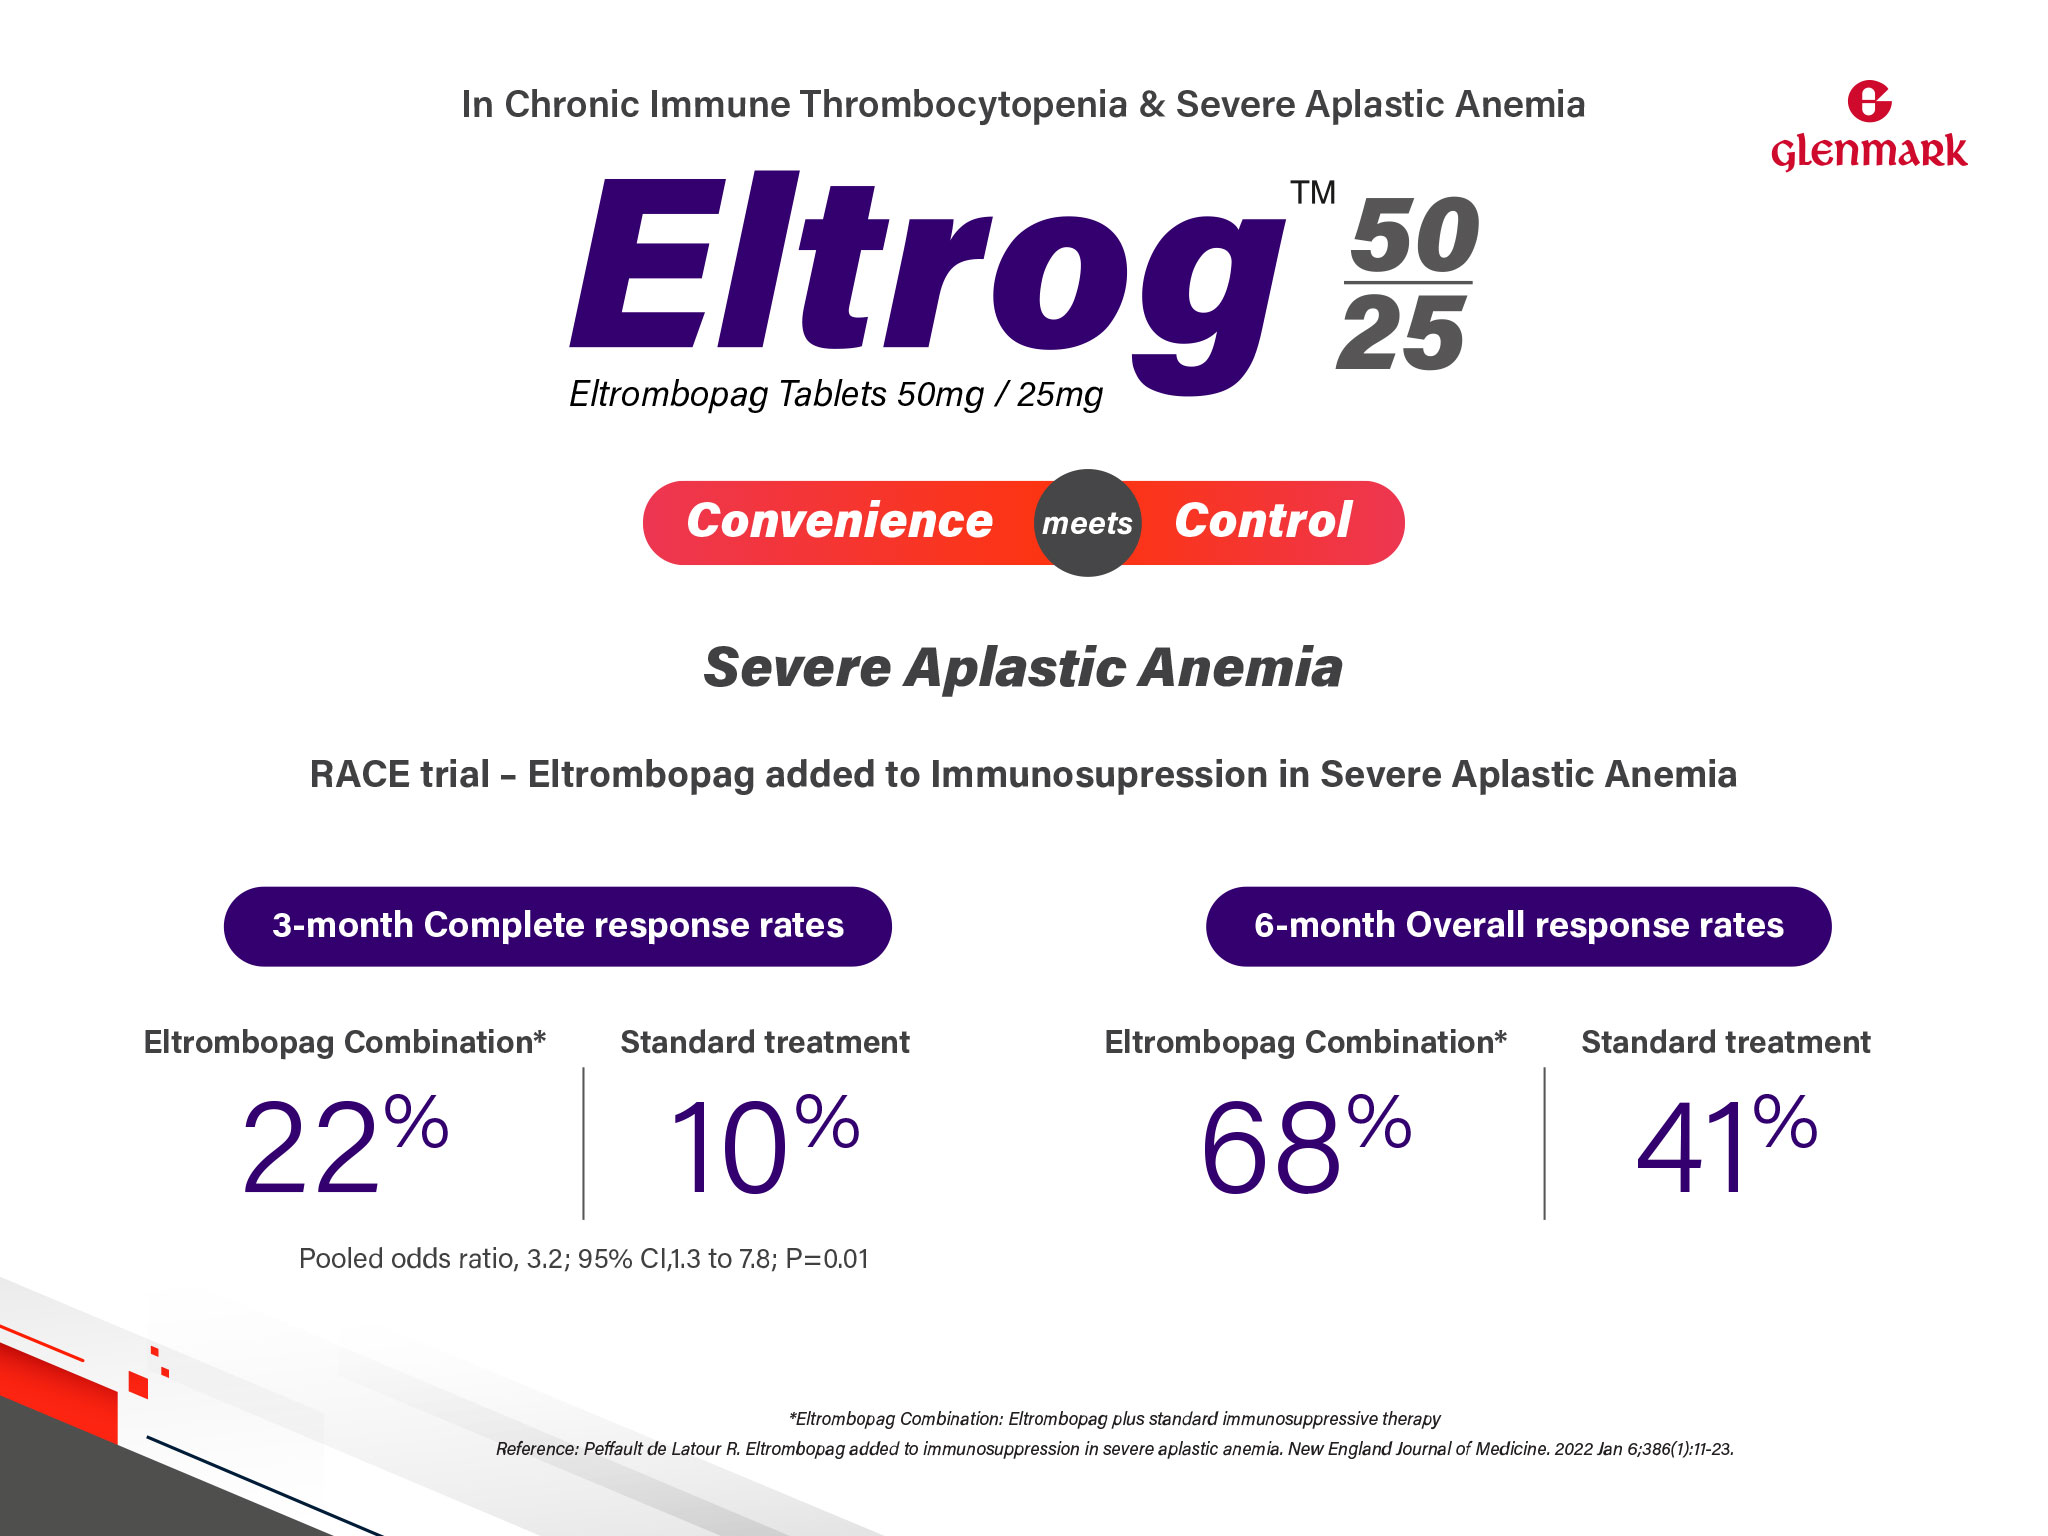 In Chronic Immune Thrombocytopenia & Severe Aplastic Anemia
glenmark
Eltrog™ 50
25
Eltrombopag Tablets 50mg / 25mg
Convenience meets Control
Severe Aplastic Anemia
RACE trial – Eltrombopag added to Immunosupression in Severe Aplastic Anemia
3-month Complete response rates
Eltrombopag Combination* Standard treatment
22% 10%
Pooled odds ratio, 3.2; 95% CI,1.3 to 7.8; P=0.01
6-month Overall response rates
Eltrombopag Combination* Standard treatment
68% 41%
*Eltrombopag Combination: Eltrombopag plus standard immunosuppressive therapy
Reference: Peffault de Latour R. Eltrombopag added to immunosuppression in severe aplastic anemia. New England Journal of Medicine. 2022 Jan 6;386(1):11-23.